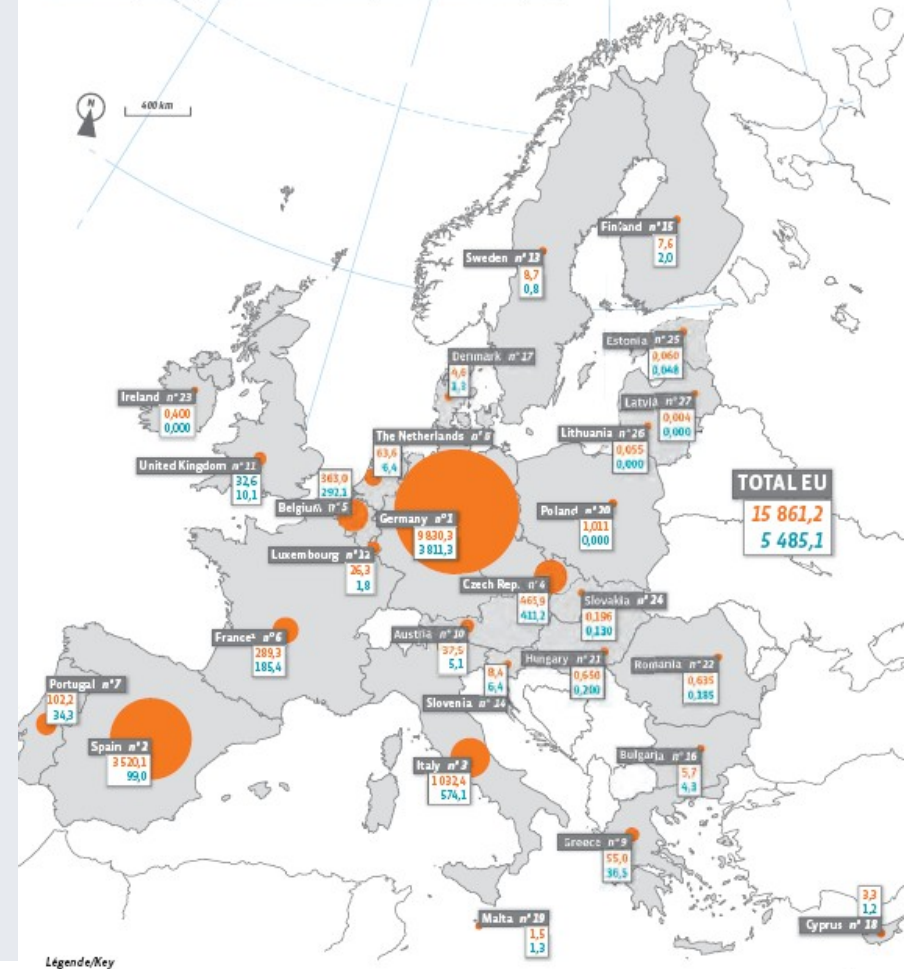 N
400 km
Finland n° 15
7,6
2,0
Sweden n° 13
8,7
0,8
Estonia n° 25
0,060
0,048
Denmark n° 17
4,6
Latvia n° 27
0,004
0,000
Ireland n° 23
0,400
0,000
Lithuania n° 26
0,055
0,000
The Netherlands n° 8
63,6
6,4
United Kingdom n° 11
32,6
10,1
363,0
292,1
Belgium n° 5
Germany n° 1
9 830,3
3 811,3
Poland n° 20
1,011
0,000
TOTAL EU
15 861,2
5 485,1
Luxembourg n° 12
26,3
1,8
Czech Rep. n° 4
465,9
411,2
Slovakia n° 24
0,196
0,130
France¹ n° 6
289,3
185,4
Austria n° 10
37,5
5,1
Hungary n° 21
0,650
0,200
Romania n° 22
0,635
0,185
8,4
6,4
Slovenia n° 14
Portugal n° 7
102,2
34,3
Spain n° 2
3 520,1
99,0
Italy n° 3
1 032,4
574,1
Bulgaria n° 16
5,7
4,3
Greece n° 9
55,0
36,5
Malta n° 19
1,5
1,3
3,3
1,2
Cyprus n° 18
Légende/Key